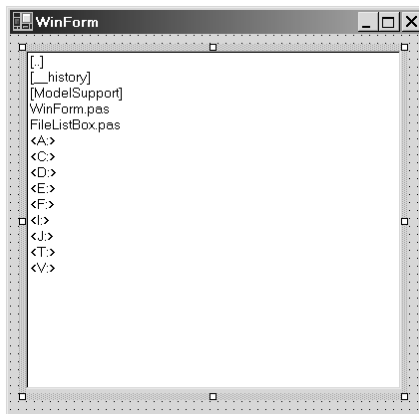 WinForm
[..]
[__history]
[ModelSupport]
WinForm.pas
FileListBox.pas
<A:>
<C:>
<D:>
<E:>
<F:>
<I:>
<J:>
<T:>
<V:>